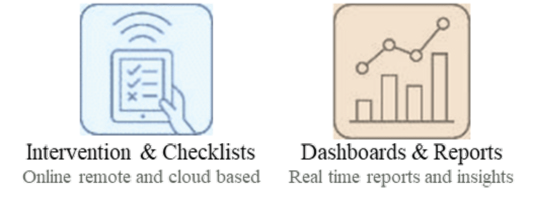 Intervention & Checklists
Online remote and cloud based
Dashboards & Reports
Real time reports and insights